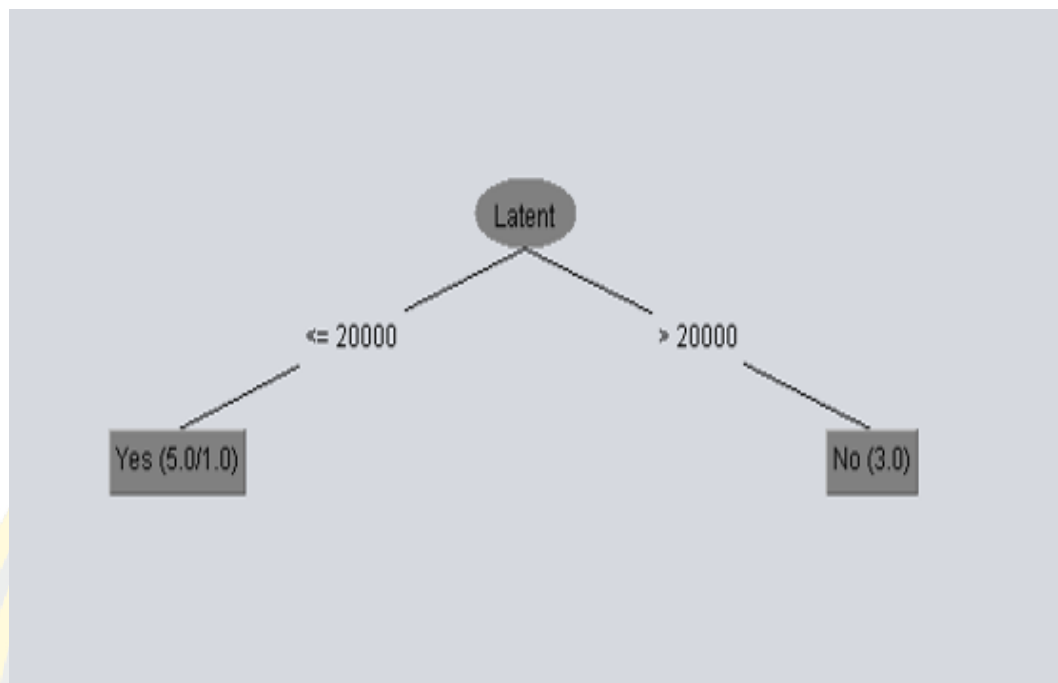 Latent
<= 20000
> 20000
Yes (5.0/1.0)
No (3.0)